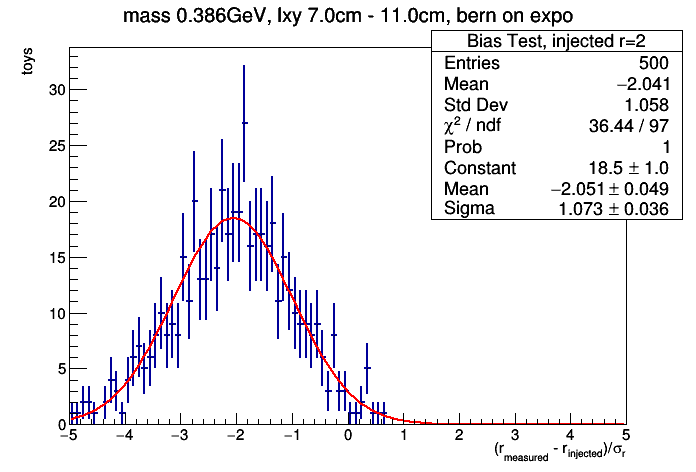 mass 0.386GeV, lxy 7.0cm - 11.0cm, bern on expo
toys
Bias Test, injected r=2
Entries 500
Mean −2.041
Std Dev 1.058
χ² / ndf 36.44 / 97
Prob 1
Constant 18.5 ± 1.0
Mean −2.051 ± 0.049
Sigma 1.073 ± 0.036
30
25
20
15
10
5
0
−5 −4 −3 −2 −1 0 1 2 3 4 5
(r_measured - r_injected)/σ_r